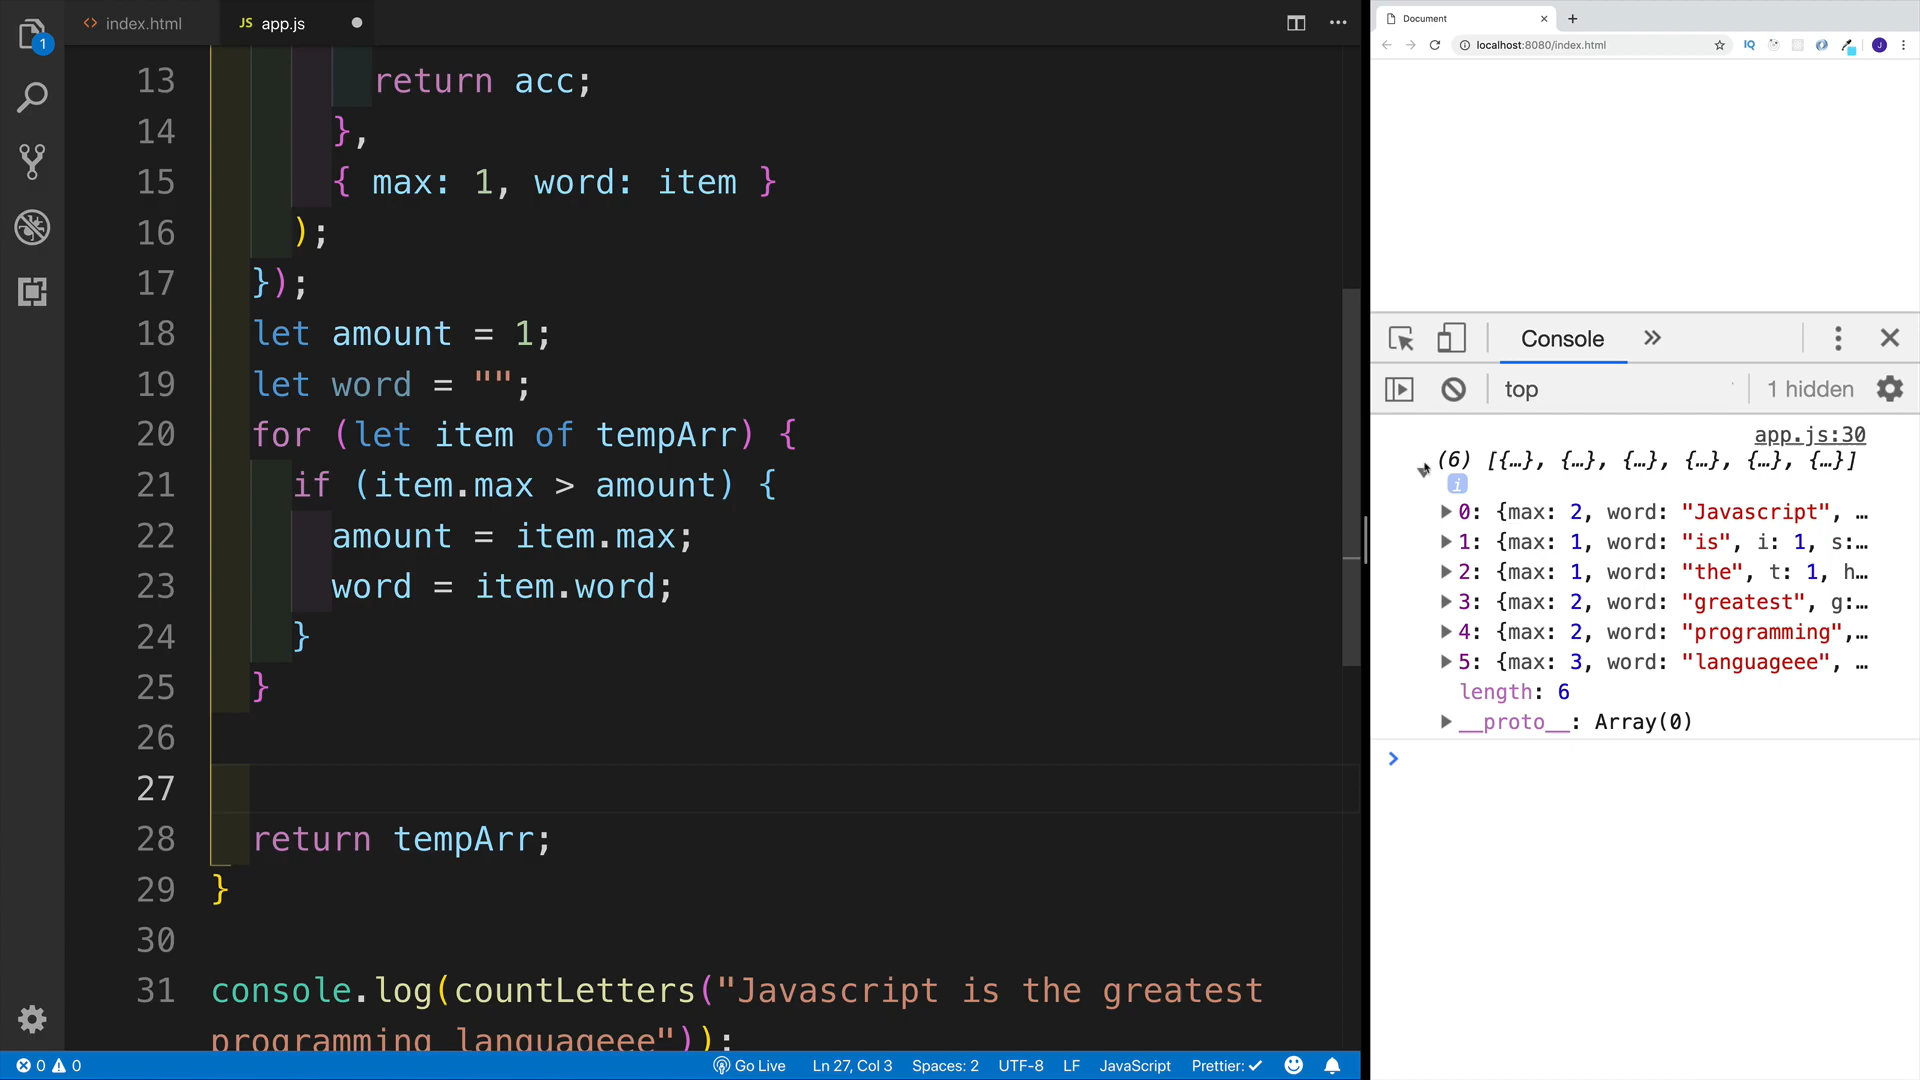 index.html
JS app.js
13 return acc;
14 },
15 { max: 1, word: item }
16 );
17 });
18 let amount = 1;
19 let word = "";
20 for (let item of tempArr) {
21 if (item.max > amount) {
22 amount = item.max;
23 word = item.word;
24 }
25 }
26
27
28 return tempArr;
29 }
30
31 console.log(countLetters("Javascript is the greatest
programming languageee"));
1
0 0
Go Live Ln 27, Col 3 Spaces: 2 UTF-8 LF JavaScript Prettier:
Document
localhost:8080/index.html
IQ
J
Console
top
1 hidden
app.js:30
(6) [{…}, {…}, {…}, {…}, {…}, {…}]
i
0: {max: 2, word: "Javascript", …
1: {max: 1, word: "is", i: 1, s:…
2: {max: 1, word: "the", t: 1, h…
3: {max: 2, word: "greatest", g:…
4: {max: 2, word: "programming",…
5: {max: 3, word: "languageee", …
length: 6
__proto__: Array(0)